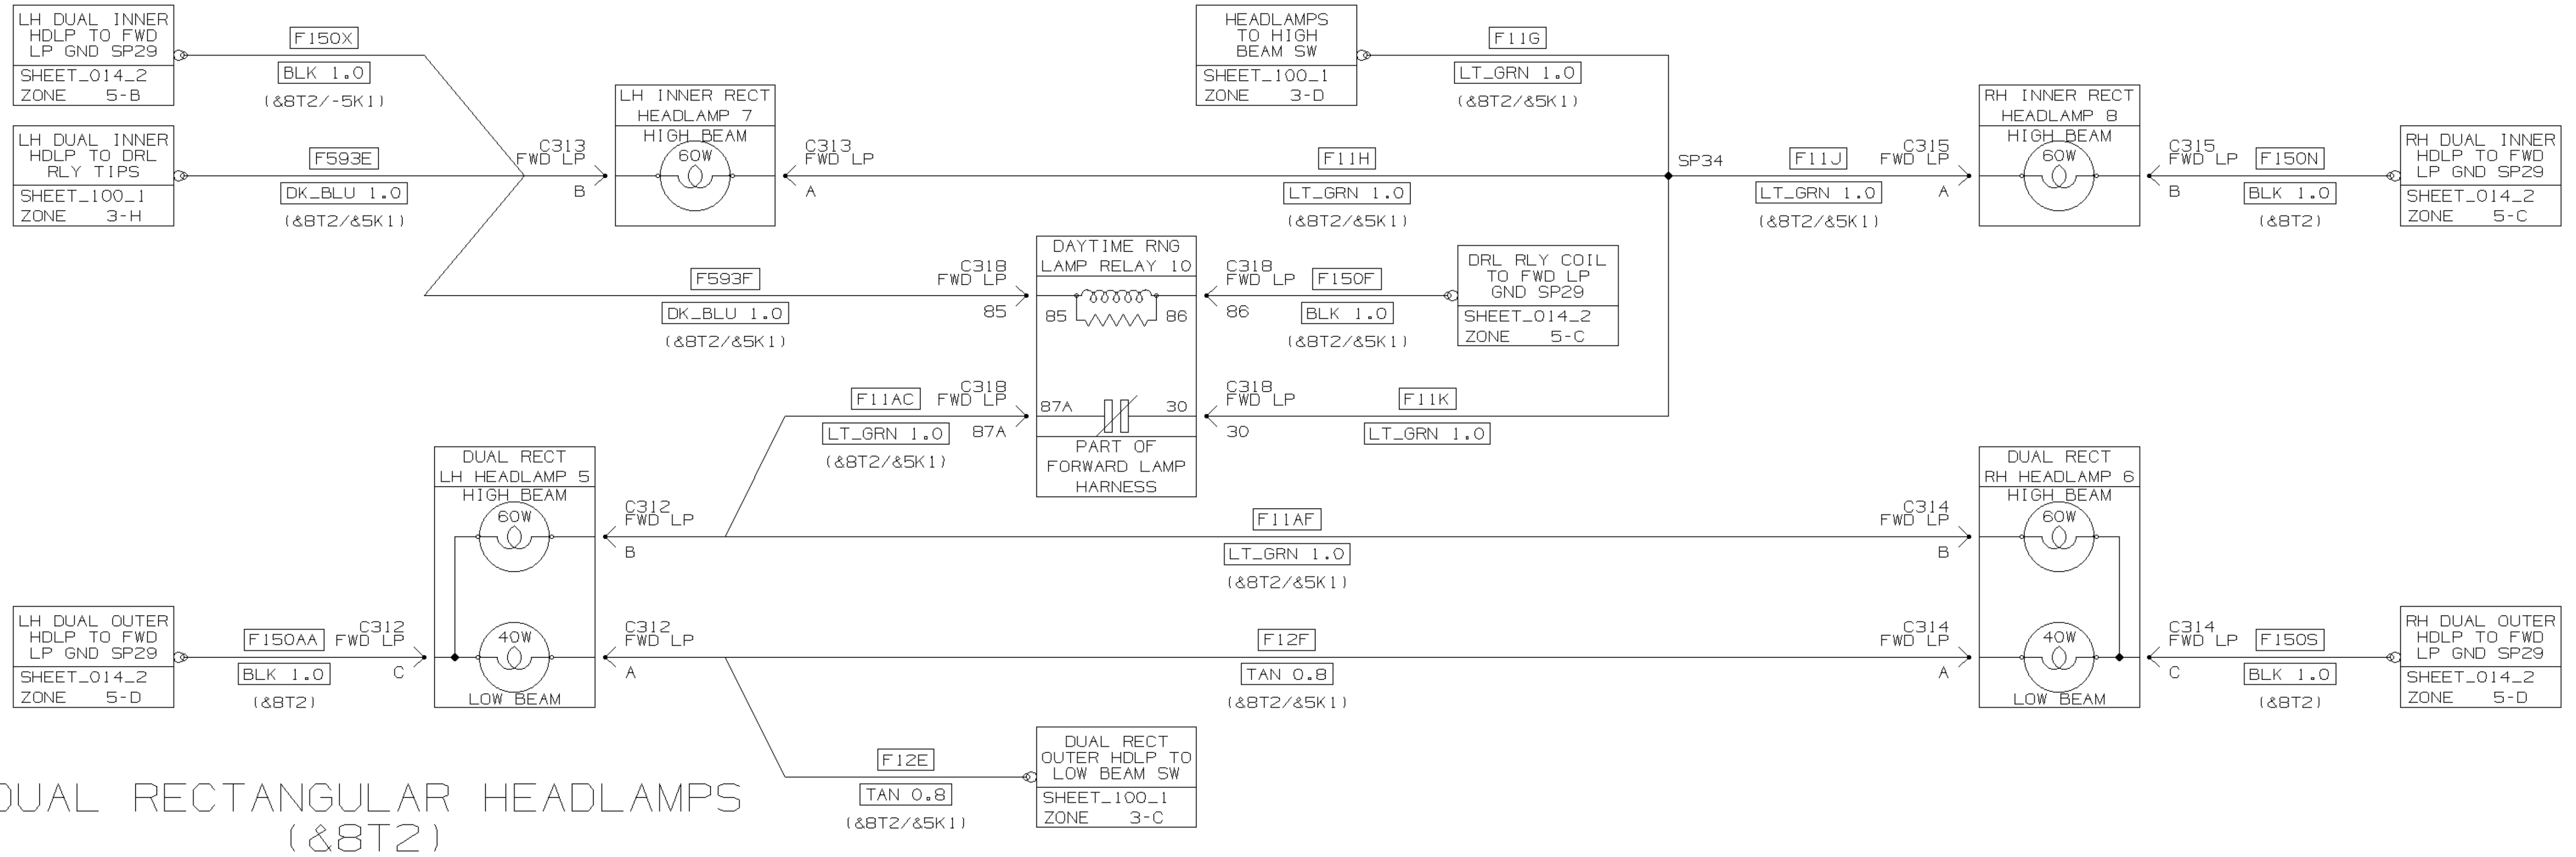 LH DUAL INNER
HDLP TO FWD
LP GND SP29
SHEET_014_2
ZONE 5-B
F150X
BLK 1.0
(&8T2/-5K1)
LH DUAL INNER
HDLP TO DRL
RLY TIPS
SHEET_100_1
ZONE 3-H
F593E
DK_BLU 1.0
(&8T2/&5K1)
C313
FWD LP
B
LH INNER RECT
HEADLAMP 7
HIGH BEAM
60W
C313
FWD LP
A
HEADLAMPS
TO HIGH
BEAM SW
SHEET_100_1
ZONE 3-D
F11G
LT_GRN 1.0
(&8T2/&5K1)
F11H
LT_GRN 1.0
(&8T2/&5K1)
SP34
F11J
LT_GRN 1.0
(&8T2/&5K1)
C315
FWD LP
A
RH INNER RECT
HEADLAMP 8
HIGH BEAM
60W
C315
FWD LP
B
F150N
BLK 1.0
(&8T2)
RH DUAL INNER
HDLP TO FWD
LP GND SP29
SHEET_014_2
ZONE 5-C
F593F
DK_BLU 1.0
(&8T2/&5K1)
C318
FWD LP
85
DAYTIME RNG
LAMP RELAY 10
85 86
87A 30
PART OF
FORWARD LAMP
HARNESS
C318
FWD LP
86
F150F
BLK 1.0
(&8T2/&5K1)
DRL RLY COIL
TO FWD LP
GND SP29
SHEET_014_2
ZONE 5-C
F11AC
LT_GRN 1.0
(&8T2/&5K1)
C318
FWD LP
87A
C318
FWD LP
30
F11K
LT_GRN 1.0
DUAL RECT
LH HEADLAMP 5
HIGH BEAM
60W
40W
LOW BEAM
C312
FWD LP
B
F11AF
LT_GRN 1.0
(&8T2/&5K1)
C314
FWD LP
B
DUAL RECT
RH HEADLAMP 6
HIGH BEAM
60W
40W
LOW BEAM
LH DUAL OUTER
HDLP TO FWD
LP GND SP29
SHEET_014_2
ZONE 5-D
F150AA
BLK 1.0
(&8T2)
C312
FWD LP
C
C312
FWD LP
A
F12F
TAN 0.8
(&8T2/&5K1)
C314
FWD LP
A
C314
FWD LP
C
F150S
BLK 1.0
(&8T2)
RH DUAL OUTER
HDLP TO FWD
LP GND SP29
SHEET_014_2
ZONE 5-D
F12E
TAN 0.8
(&8T2/&5K1)
DUAL RECT
OUTER HDLP TO
LOW BEAM SW
SHEET_100_1
ZONE 3-C
DUAL RECTANGULAR HEADLAMPS
(&8T2)